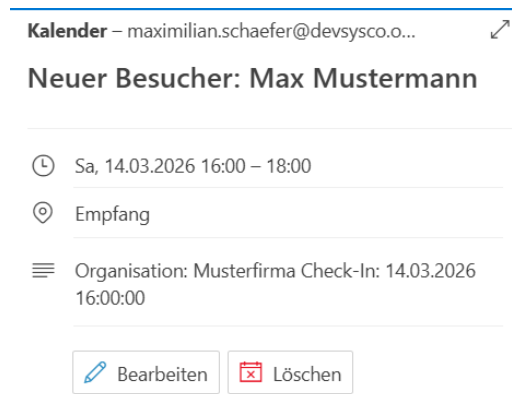 Kalender – maximilian.schaefer@devsysco.o...
Neuer Besucher: Max Mustermann
Sa, 14.03.2026 16:00 – 18:00
Empfang
Organisation: Musterfirma Check-In: 14.03.2026
16:00:00
Bearbeiten
Löschen